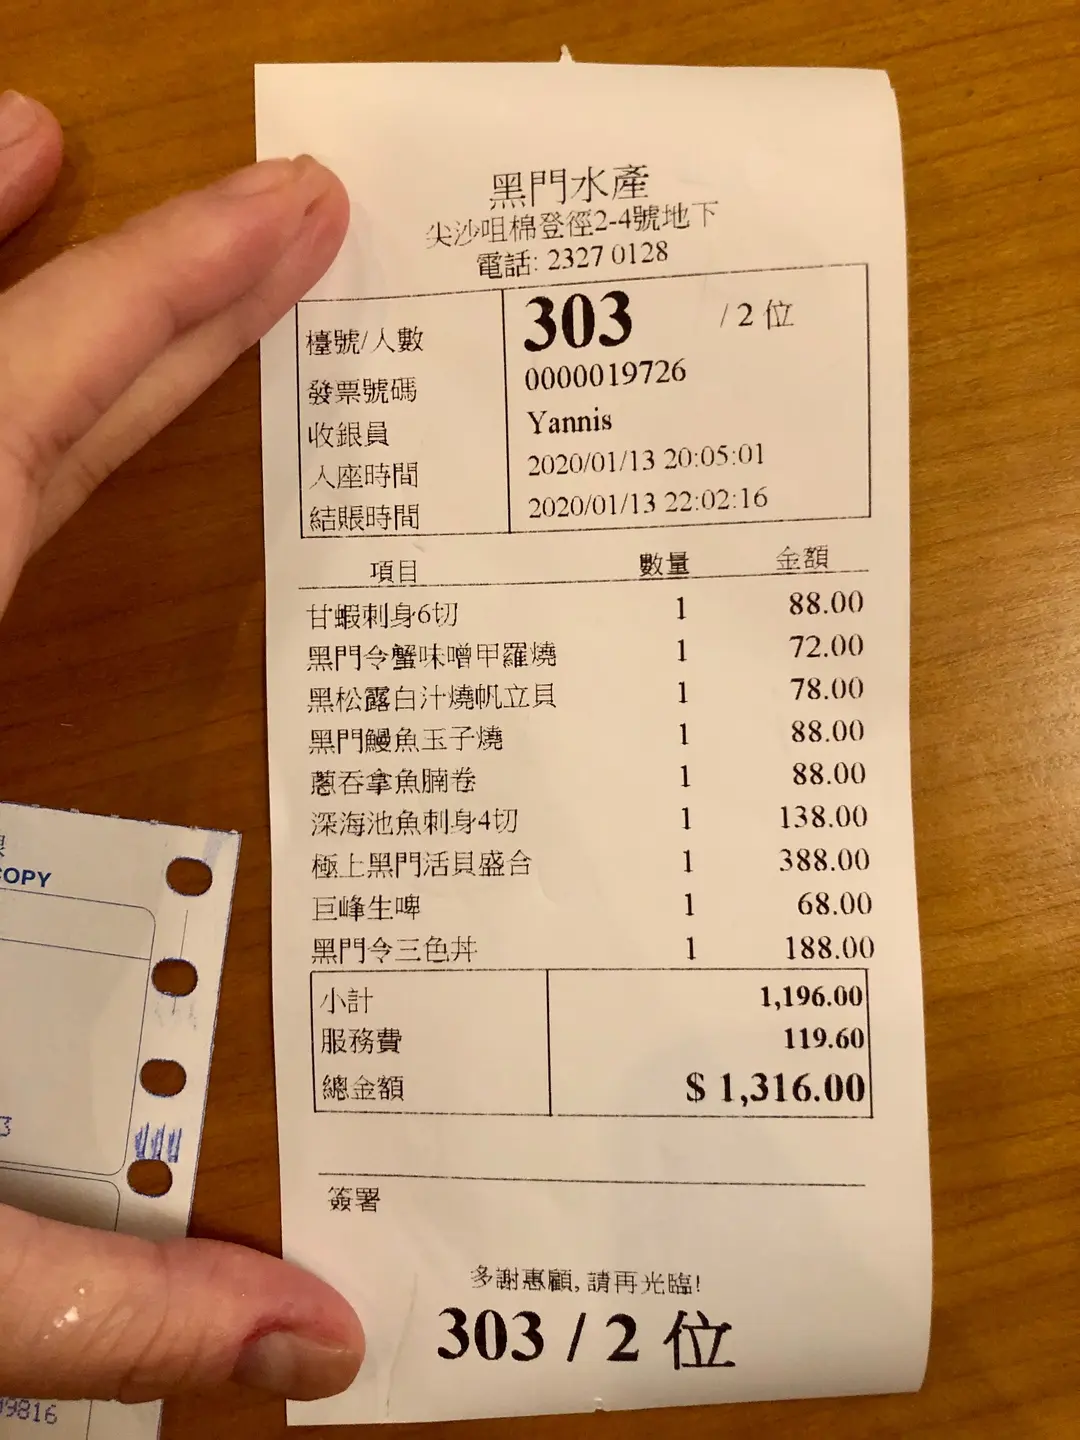 黑門水產
尖沙咀棉登徑2-4號地下
電話: 2327 0128
檯號/人數 303 / 2 位
發票號碼 0000019726
收銀員 Yannis
入座時間 2020/01/13 20:05:01
結賬時間 2020/01/13 22:02:16
項目 數量 金額
甘蝦刺身6切 1 88.00
黑門令蟹味噌甲羅燒 1 72.00
黑松露白汁燒帆立貝 1 78.00
黑門鰻魚玉子燒 1 88.00
蔥吞拿魚腩卷 1 88.00
深海池魚刺身4切 1 138.00
極上黑門活貝盛合 1 388.00
巨峰生啤 1 68.00
黑門令三色丼 1 188.00
小計 1,196.00
服務費 119.60
總金額 $ 1,316.00
簽署
多謝惠顧, 請再光臨!
303 / 2 位
COPY
3
9816